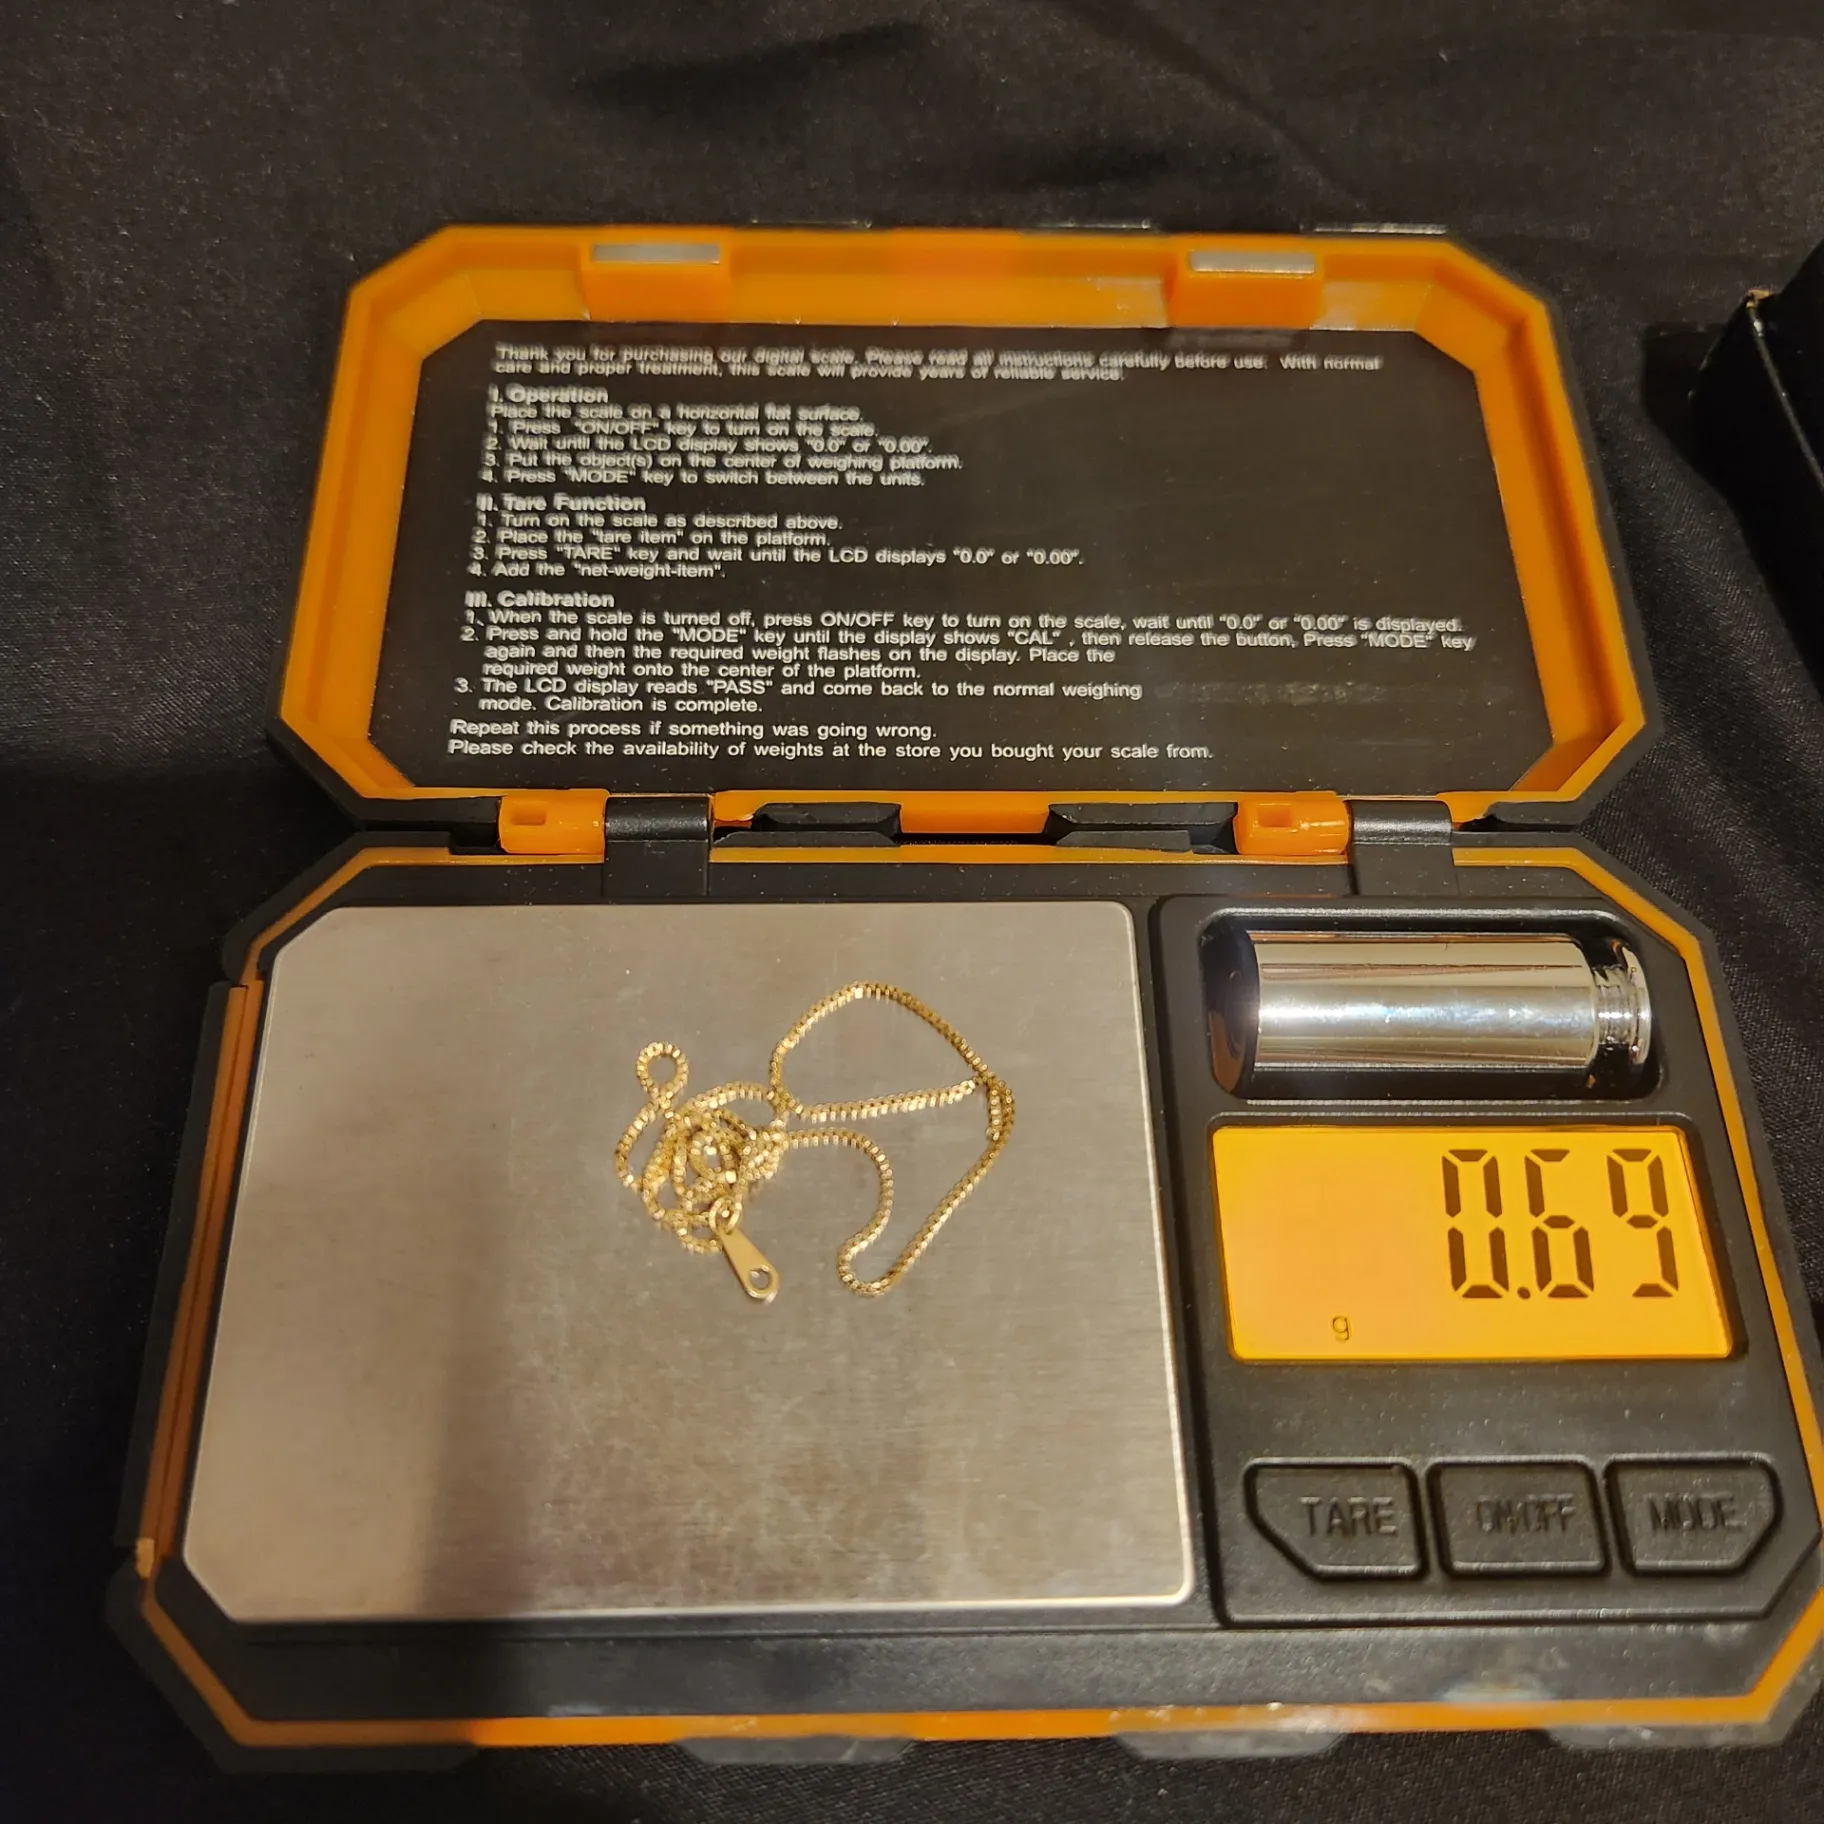 Thank you for purchasing our digital scale. Please read all instructions carefully before use. With normal
care and proper treatment, this scale will provide years of reliable service.
I. Operation
Place the scale on a horizontal flat surface.
1. Press "ON/OFF" key to turn on the scale.
2. Wait until the LCD display shows "0.0" or "0.00".
3. Put the object(s) on the center of weighing platform.
4. Press "MODE" key to switch between the units.
II. Tare Function
1. Turn on the scale as described above.
2. Place the "tare item" on the platform.
3. Press "TARE" key and wait until the LCD displays "0.0" or "0.00".
4. Add the "net-weight-item".
III. Calibration
1. When the scale is turned off, press ON/OFF key to turn on the scale, wait until "0.0" or "0.00" is displayed.
2. Press and hold the "MODE" key until the display shows "CAL" , then release the button, Press "MODE" key
again and then the required weight flashes on the display. Place the
required weight onto the center of the platform.
3. The LCD display reads "PASS" and come back to the normal weighing
mode. Calibration is complete.
Repeat this process if something was going wrong.
Please check the availability of weights at the store you bought your scale from.
0.69
g
TARE ON/OFF MODE